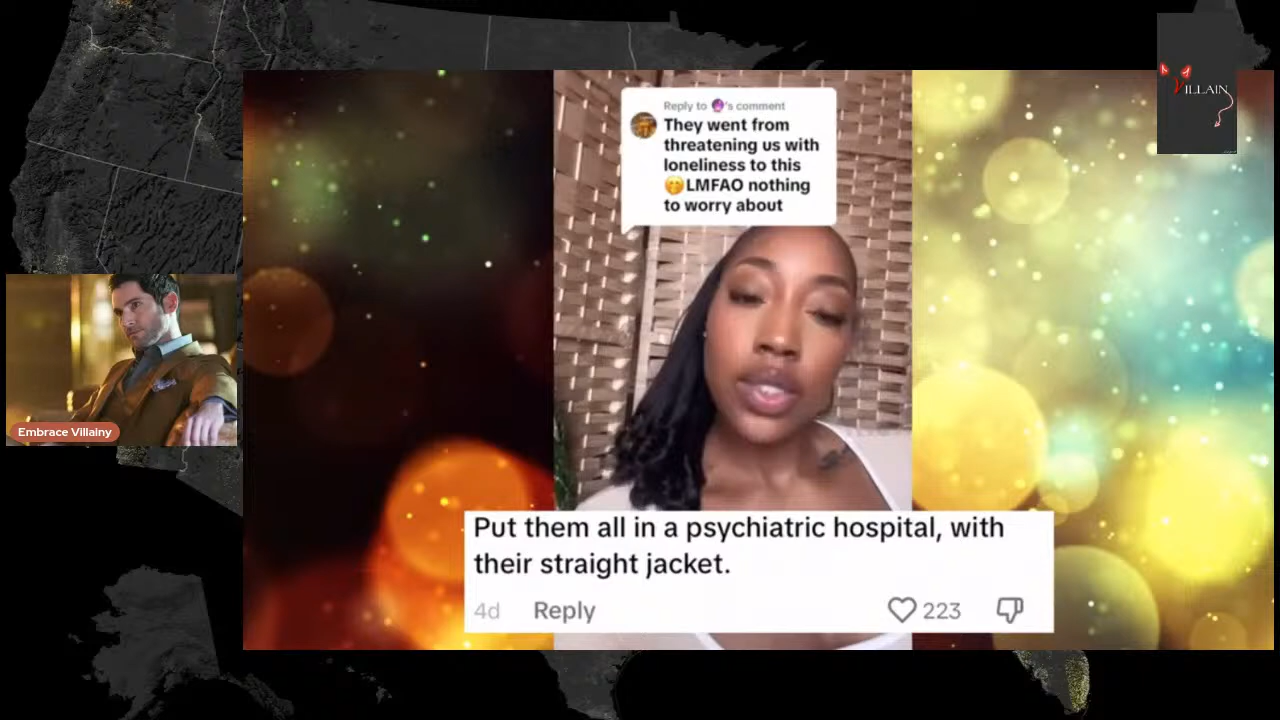 Reply to 's comment
They went from
threatening us with
loneliness to this
🤭LMFAO nothing
to worry about
VILLAIN
Embrace Villainy
Put them all in a psychiatric hospital, with
their straight jacket.
4d Reply 223